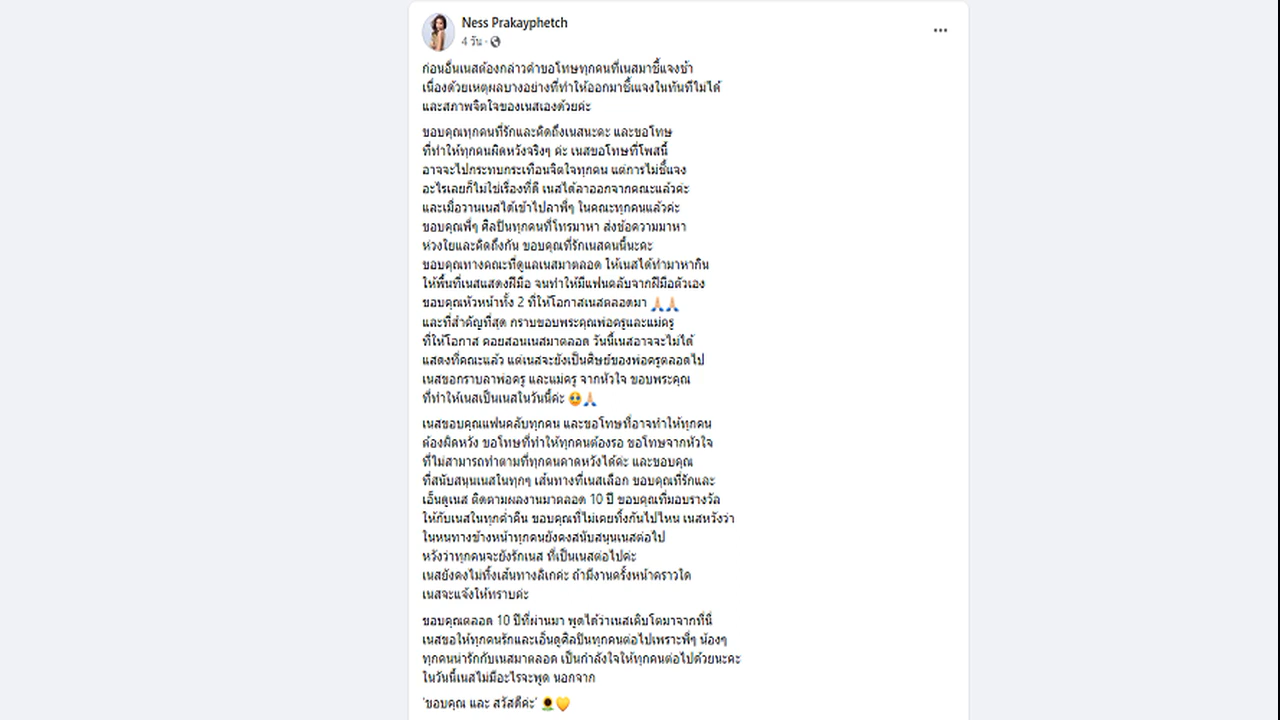 Ness Prakayphetch
4 วัน ·
ก่อนอื่นเนสต้องกล่าวคำขอโทษทุกคนที่เนสมาชี้แจงช้า
เนื่องด้วยเหตุผลบางอย่างที่ทำให้ออกมาชี้แจงในทันทีไม่ได้
และสภาพจิตใจของเนสเองด้วยค่ะ
ขอบคุณทุกคนที่รักและคิดถึงเนสนะคะ และขอโทษ
ที่ทำให้ทุกคนผิดหวังจริงๆ ค่ะ เนสขอโทษที่โพสนี้
อาจจะไปกระทบกระเทือนจิตใจทุกคน แต่การไม่ชี้แจง
อะไรเลยก็ไม่ใช่เรื่องที่ดี เนสได้ลาออกจากคณะแล้วค่ะ
และเมื่อวานเนสได้เข้าไปลาพี่ๆ ในคณะทุกคนแล้วค่ะ
ขอบคุณพี่ๆ ศิลปินทุกคนที่โทรมาหา ส่งข้อความมาหา
ห่วงใยและคิดถึงกัน ขอบคุณที่รักเนสคนนี้นะคะ
ขอบคุณทางคณะที่ดูแลเนสมาตลอด ให้เนสได้ทำมาหากิน
ให้พื้นที่เนสแสดงฝีมือ จนทำให้มีแฟนคลับจากฝีมือตัวเอง
ขอบคุณหัวหน้าทั้ง 2 ที่ให้โอกาสเนสตลอดมา 🙏🏻🙏🏻
และที่สำคัญที่สุด กราบขอบพระคุณพ่อครูและแม่ครู
ที่ให้โอกาส คอยสอนเนสมาตลอด วันนี้เนสอาจจะไม่ได้
แสดงที่คณะแล้ว แต่เนสจะยังเป็นศิษย์ของพ่อครูตลอดไป
เนสขอกราบลาพ่อครู และแม่ครู จากหัวใจ ขอบพระคุณ
ที่ทำให้เนสเป็นเนสในวันนี้ค่ะ 🥹🙏🏻
เนสขอบคุณแฟนคลับทุกคน และขอโทษที่อาจทำให้ทุกคน
ต้องผิดหวัง ขอโทษที่ทำให้ทุกคนต้องรอ ขอโทษจากหัวใจ
ที่ไม่สามารถทำตามที่ทุกคนคาดหวังได้ค่ะ และขอบคุณ
ที่สนับสนุนเนสในทุกๆ เส้นทางที่เนสเลือก ขอบคุณที่รักและ
เอ็นดูเนส ติดตามผลงานมาตลอด 10 ปี ขอบคุณที่มอบรางวัล
ให้กับเนสในทุกค่ำคืน ขอบคุณที่ไม่เคยทิ้งกันไปไหน เนสหวังว่า
ในหนทางข้างหน้าทุกคนยังคงสนับสนุนเนสต่อไป
หวังว่าทุกคนจะยังรักเนส ที่เป็นเนสต่อไปค่ะ
เนสยังคงไม่ทิ้งเส้นทางลิเกค่ะ ถ้ามีงานครั้งหน้าคราวใด
เนสจะแจ้งให้ทราบค่ะ
ขอบคุณตลอด 10 ปีที่ผ่านมา พูดได้ว่าเนสเติบโตมาจากที่นี่
เนสขอให้ทุกคนรักและเอ็นดูศิลปินทุกคนต่อไปเพราะพี่ๆ น้องๆ
ทุกคนน่ารักกับเนสมาตลอด เป็นกำลังใจให้ทุกคนต่อไปด้วยนะคะ
ในวันนี้เนสไม่มีอะไรจะพูด นอกจาก
'ขอบคุณ และ สวัสดีค่ะ' 🌻💛